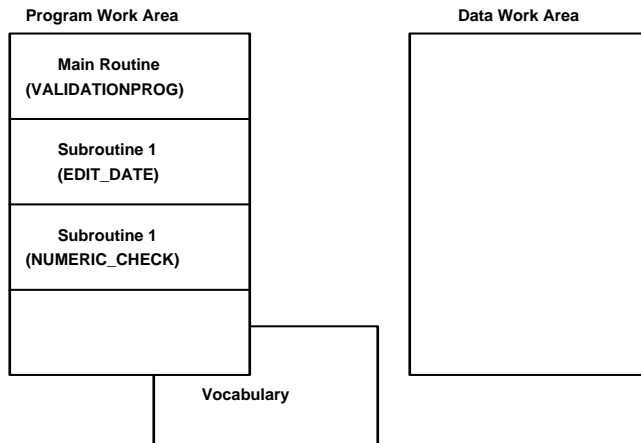 Program Work Area
Data Work Area
Main Routine
(VALIDATIONPROG)
Subroutine 1
(EDIT_DATE)
Subroutine 1
(NUMERIC_CHECK)
Vocabulary